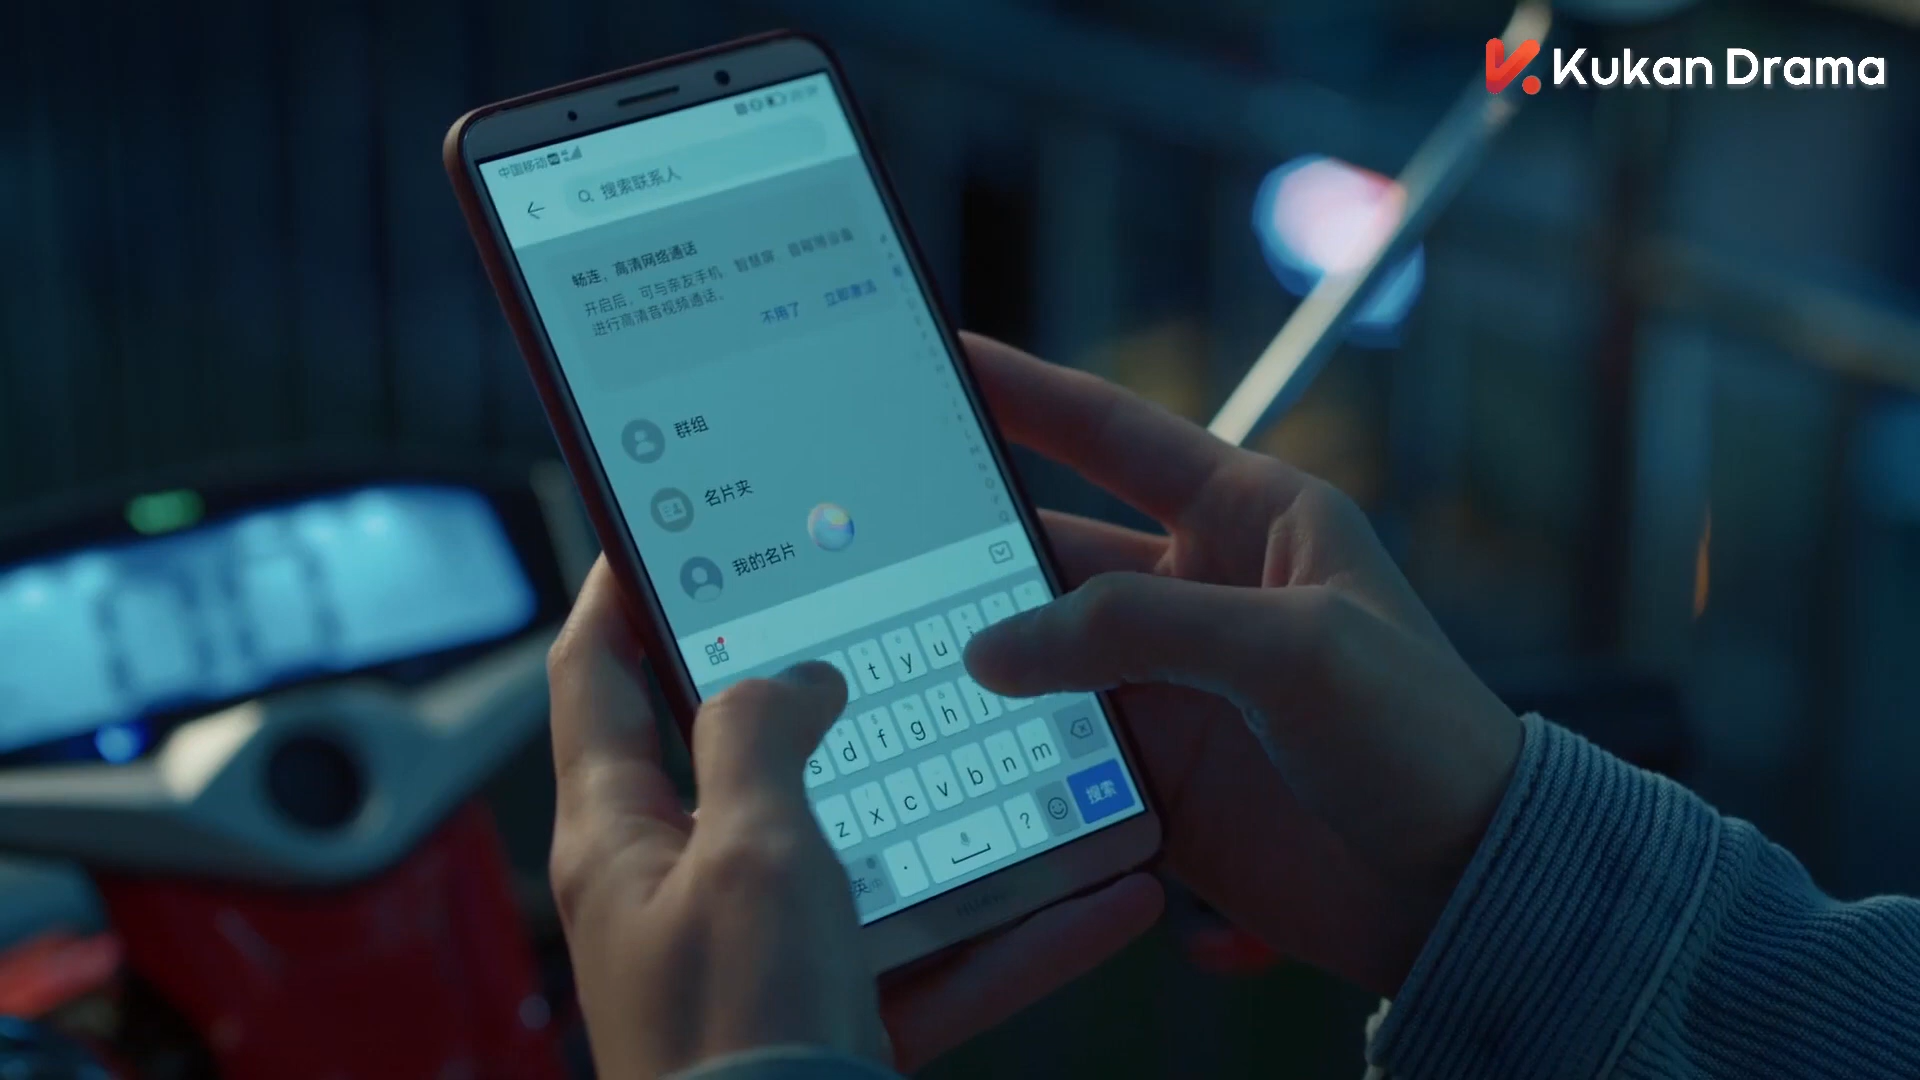 Kukan Drama
中国移动
搜索联系人
畅连，高清网络通话
开启后，可与亲友手机、智慧屏、音箱等设备
进行高清音视频通话。
不用了 立即激活
群组
名片夹
我的名片
t y u i
s d f g h j
z x c v b n m
英 . ? 搜索